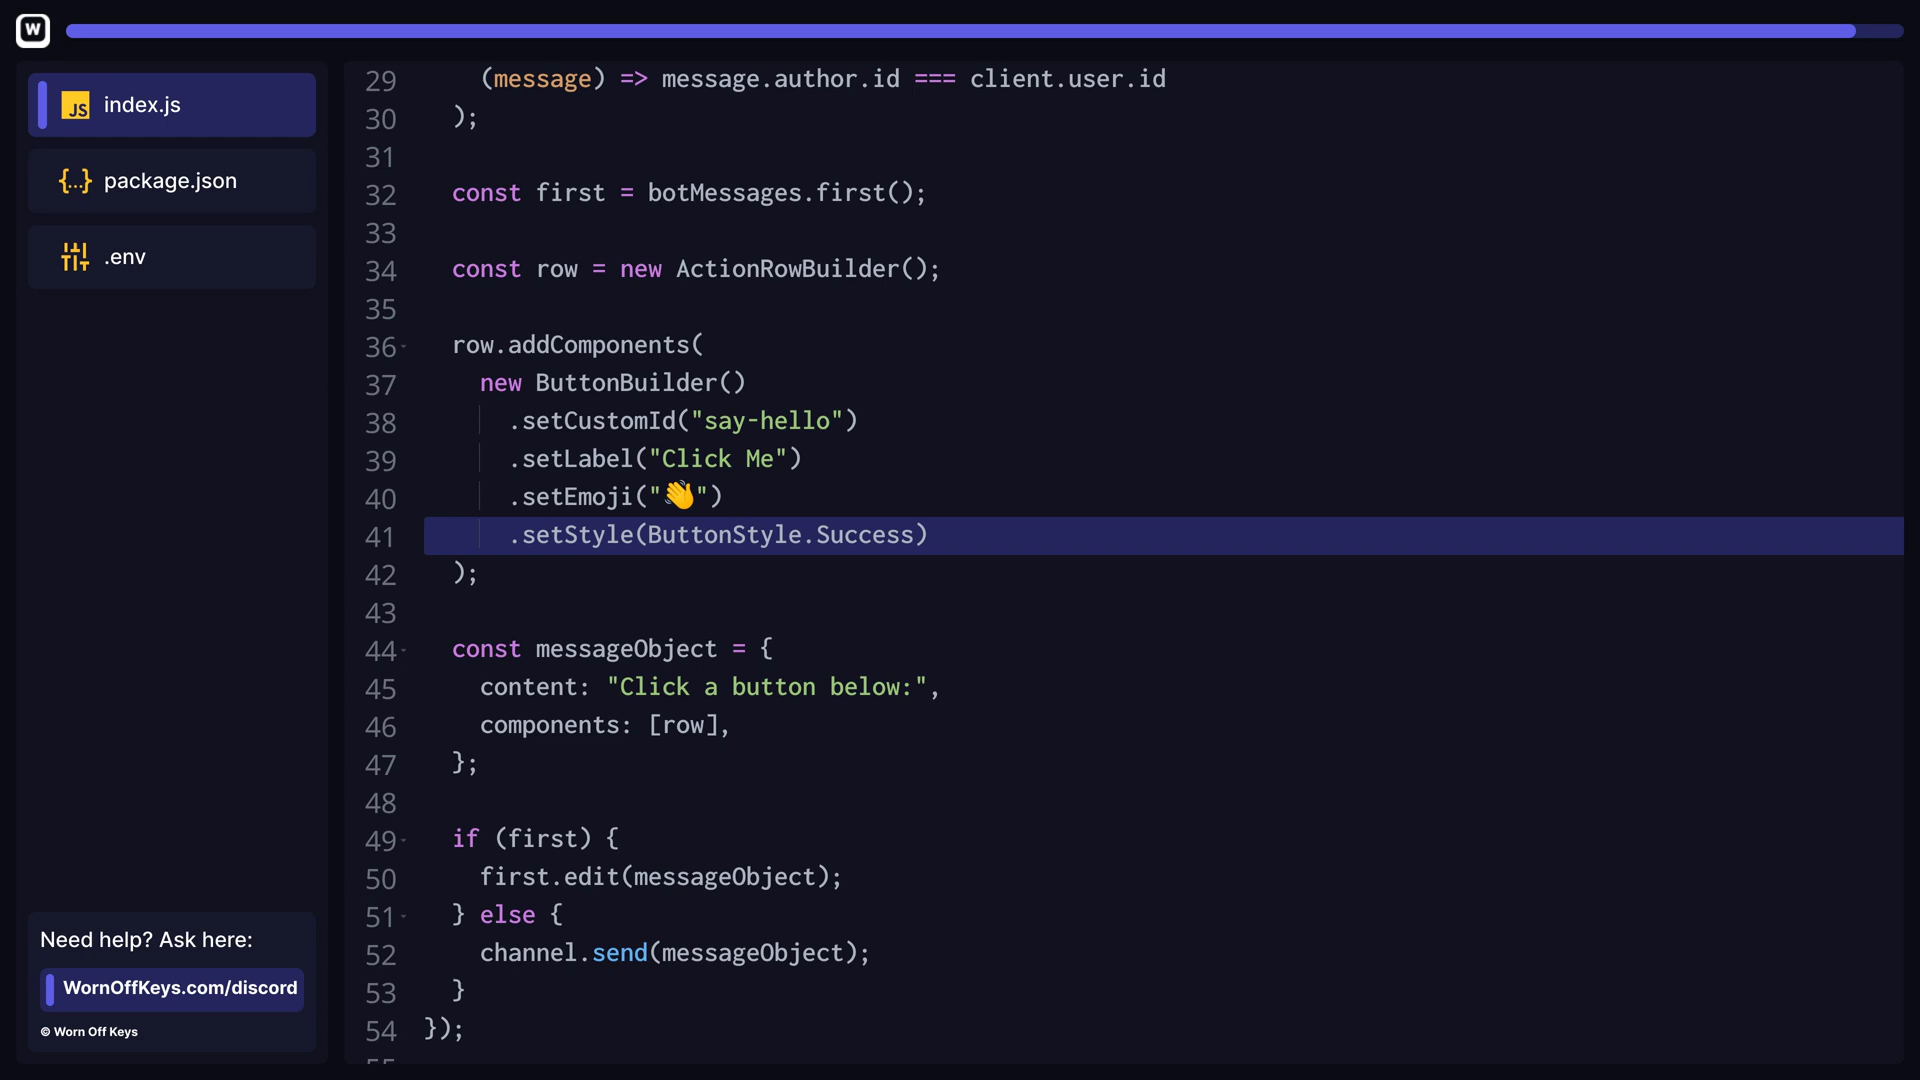 W
JS index.js
{...} package.json
.env
Need help? Ask here:
WornOffKeys.com/discord
© Worn Off Keys
29 (message) => message.author.id === client.user.id
30 );
31
32 const first = botMessages.first();
33
34 const row = new ActionRowBuilder();
35
36 row.addComponents(
37 new ButtonBuilder()
38 .setCustomId("say-hello")
39 .setLabel("Click Me")
40 .setEmoji("👋")
41 .setStyle(ButtonStyle.Success)
42 );
43
44 const messageObject = {
45 content: "Click a button below:",
46 components: [row],
47 };
48
49 if (first) {
50 first.edit(messageObject);
51 } else {
52 channel.send(messageObject);
53 }
54 });